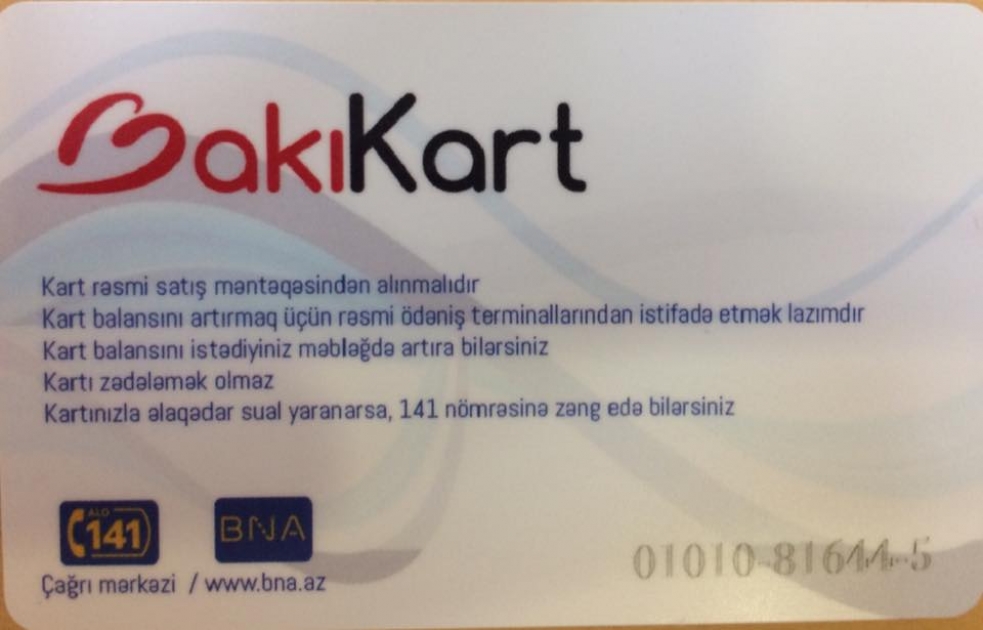 BakıKart
Kart rəsmi satış məntəqəsindən alınmalıdır
Kart balansını artırmaq üçün rəsmi ödəniş terminallarından istifadə etmək lazımdır
Kart balansını istədiyiniz məbləğdə artıra bilərsiniz
Kartı zədələmək olmaz
Kartınızla əlaqədar sual yaranarsa, 141 nömrəsinə zəng edə bilərsiniz
ALO 141 BNA
Çağrı mərkəzi / www.bna.az
01010-81644-5